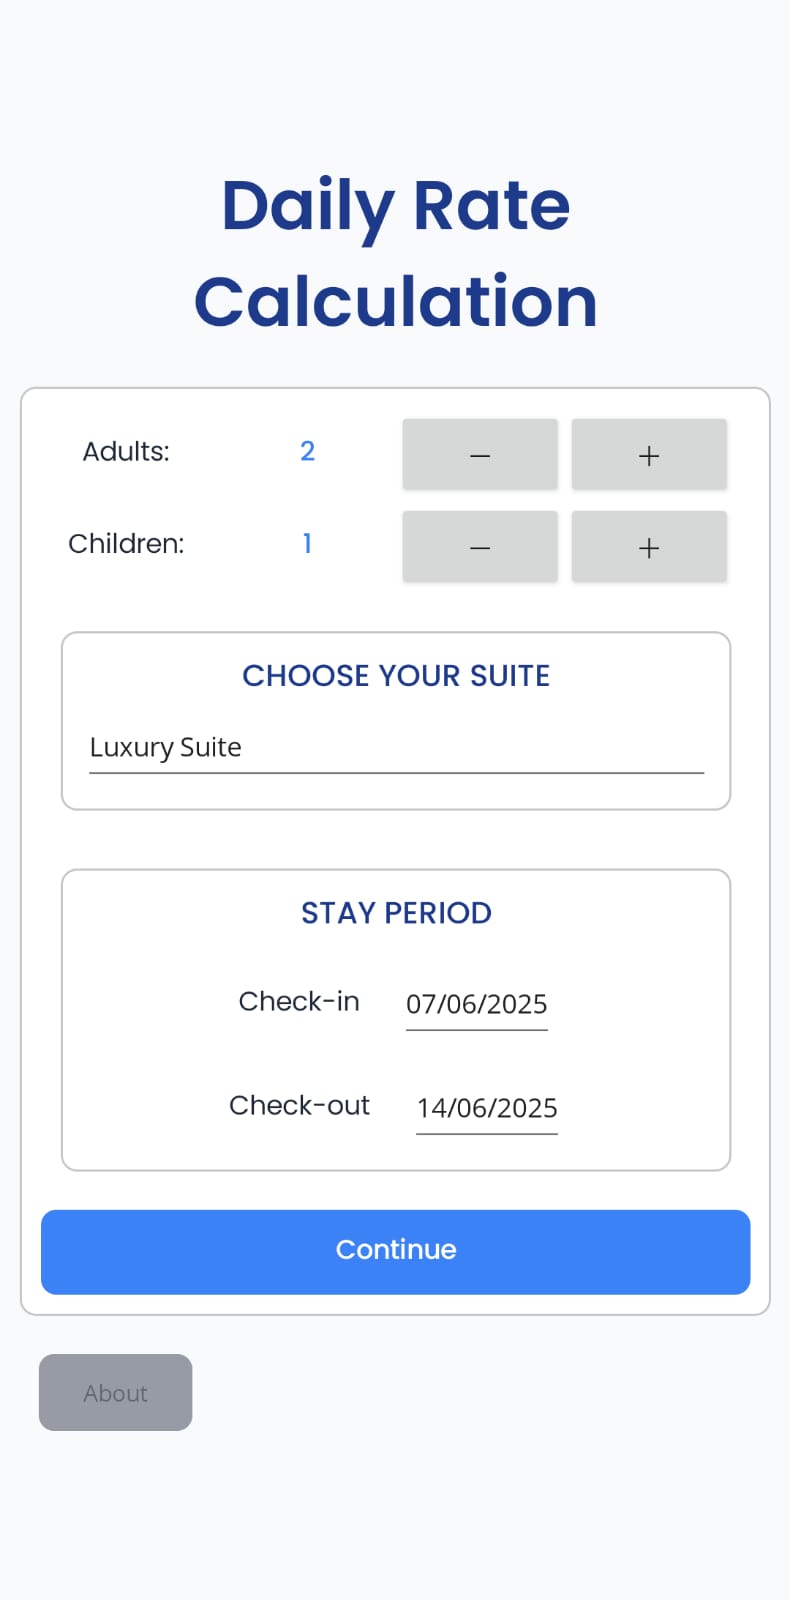 Daily Rate
Calculation
Adults: 2 − +
Children: 1 − +
CHOOSE YOUR SUITE
Luxury Suite
STAY PERIOD
Check-in 07/06/2025
Check-out 14/06/2025
Continue
About